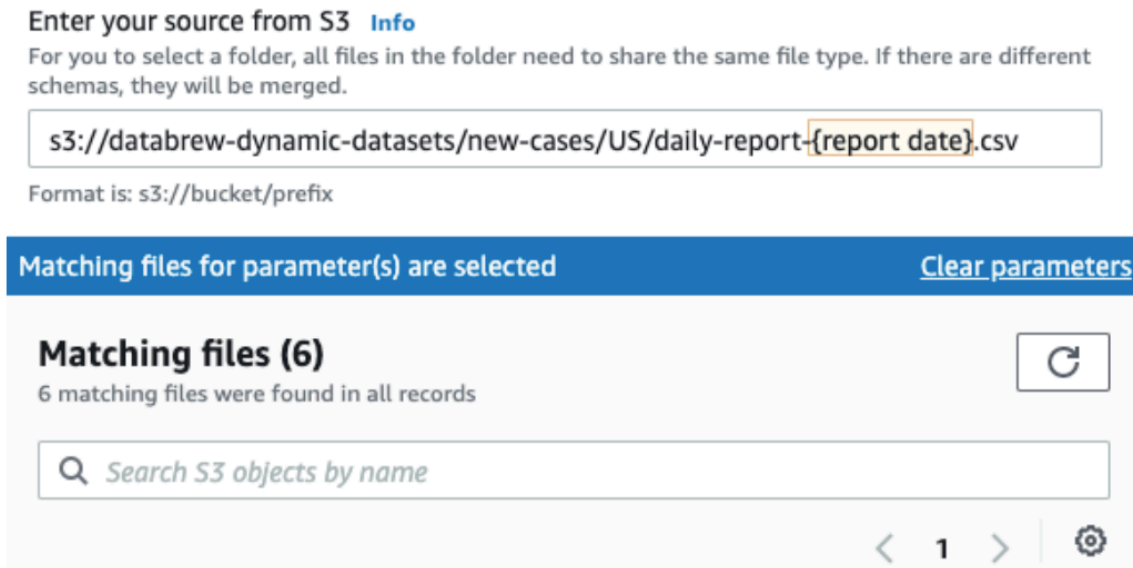 Enter your source from S3 Info
For you to select a folder, all files in the folder need to share the same file type. If there are different
schemas, they will be merged.
s3://databrew-dynamic-datasets/new-cases/US/daily-report-{report date}.csv
Format is: s3://bucket/prefix
Matching files for parameter(s) are selected Clear parameters
Matching files (6)
6 matching files were found in all records
Search S3 objects by name
1